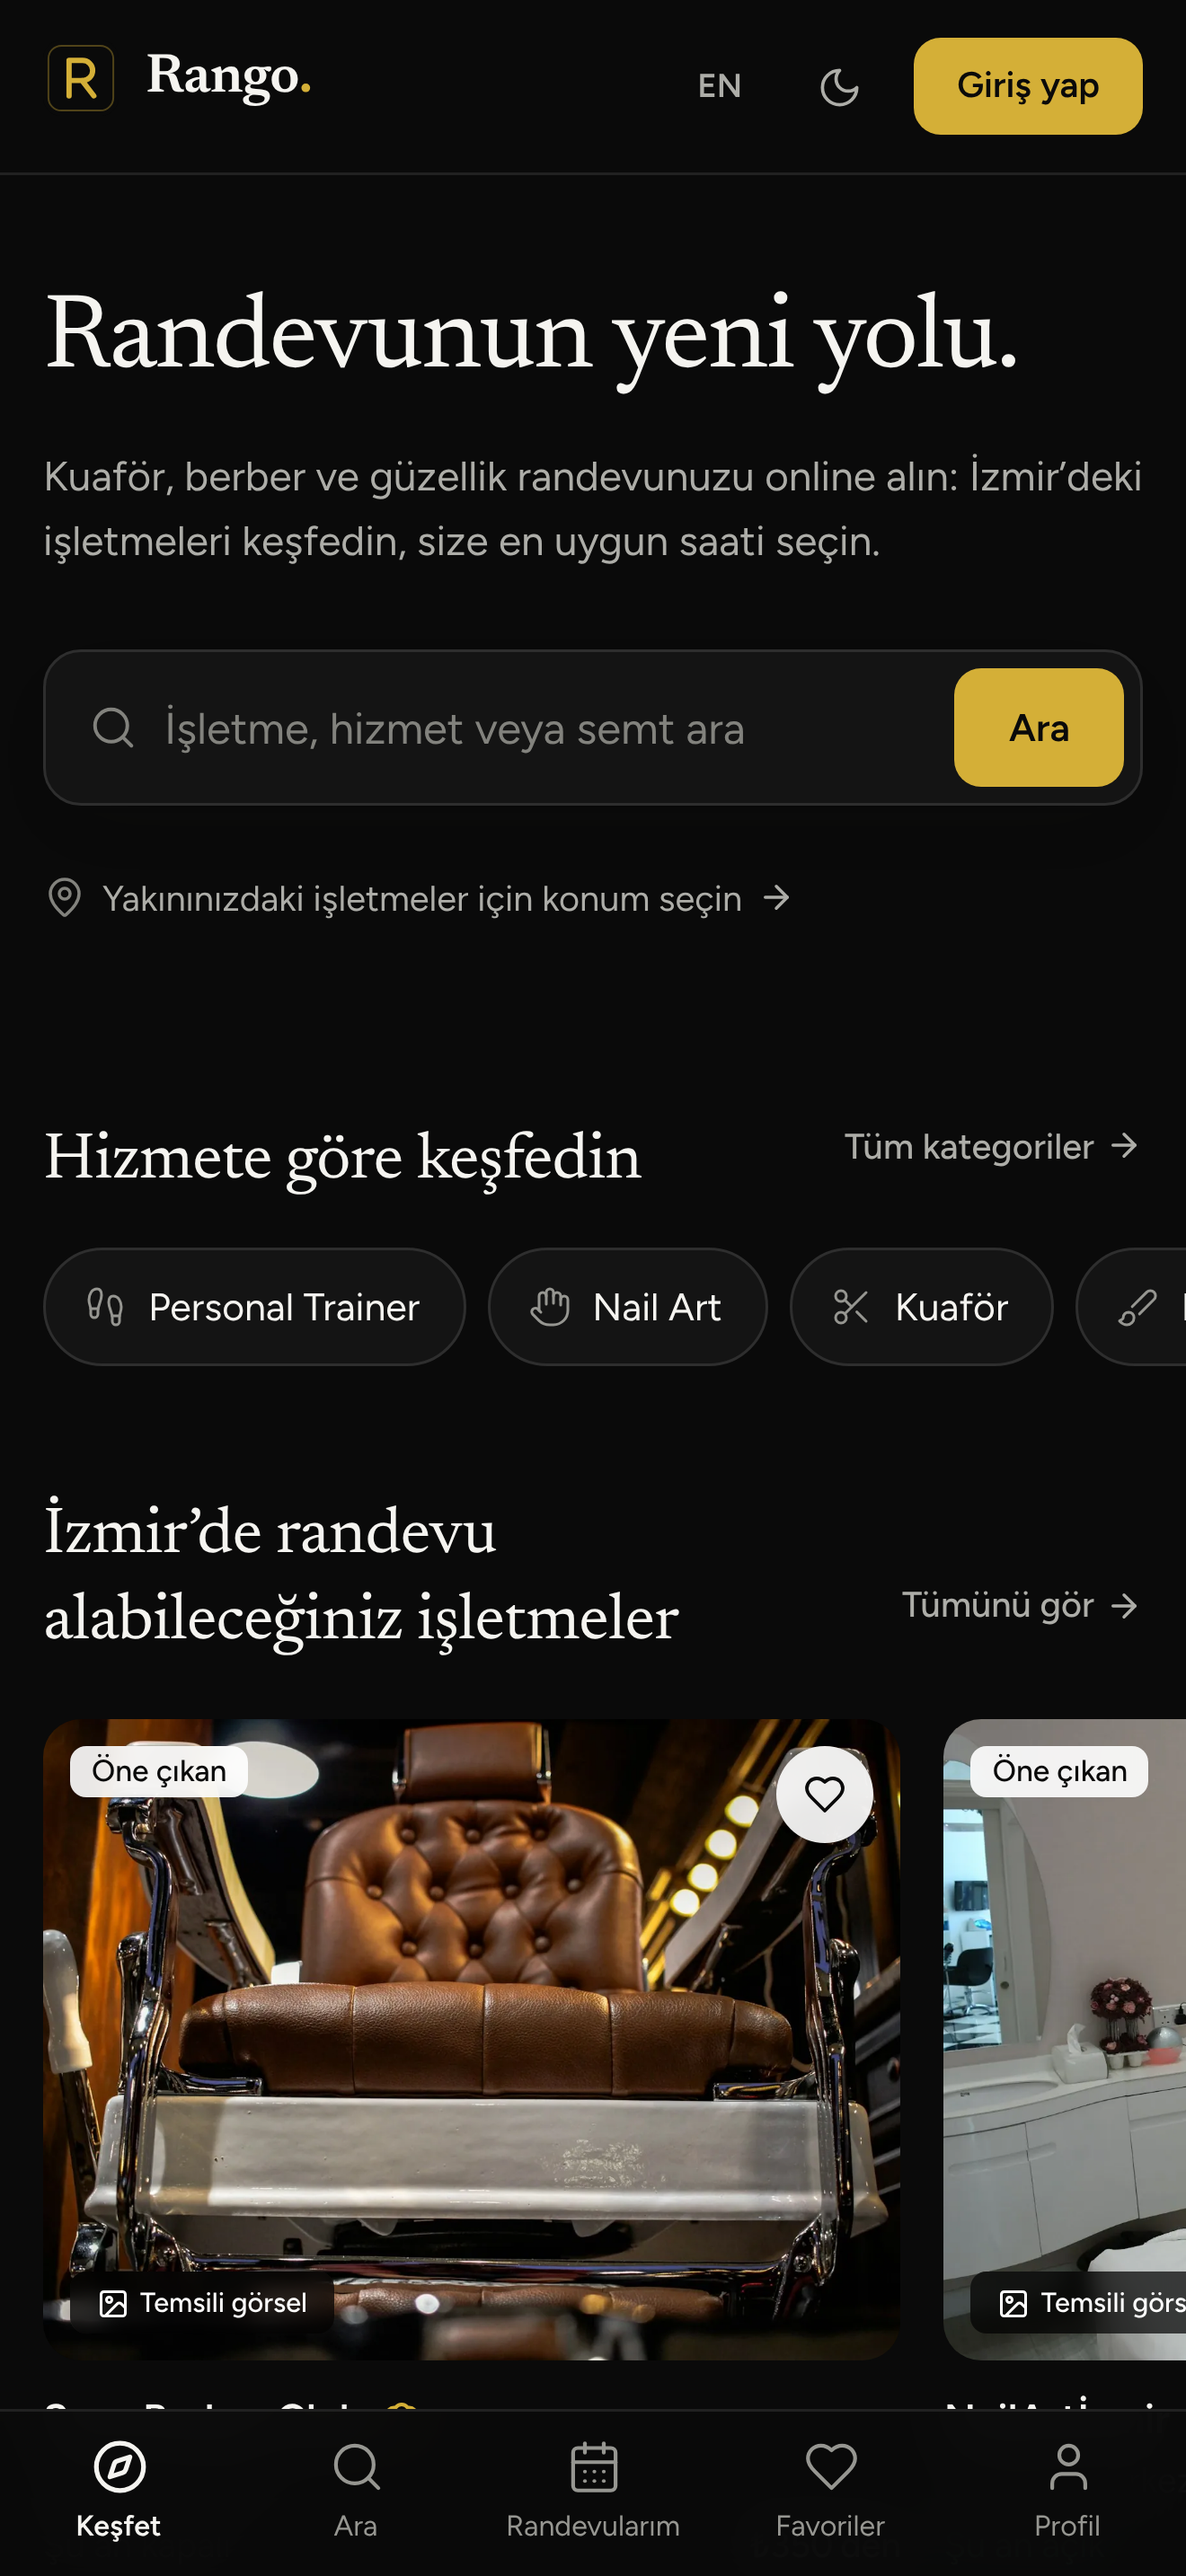 R Rango.
EN
Giriş yap
Randevunun yeni yolu.
Kuaför, berber ve güzellik randevunuzu online alın: İzmir’deki
işletmeleri keşfedin, size en uygun saati seçin.
İşletme, hizmet veya semt ara
Ara
Yakınınızdaki işletmeler için konum seçin
Hizmete göre keşfedin
Tüm kategoriler
Personal Trainer
Nail Art
Kuaför
İzmir’de randevu
alabileceğiniz işletmeler
Tümünü gör
Öne çıkan
Öne çıkan
Temsili görsel
Temsili görs
Keşfet
Ara
Randevularım
Favoriler
Profil